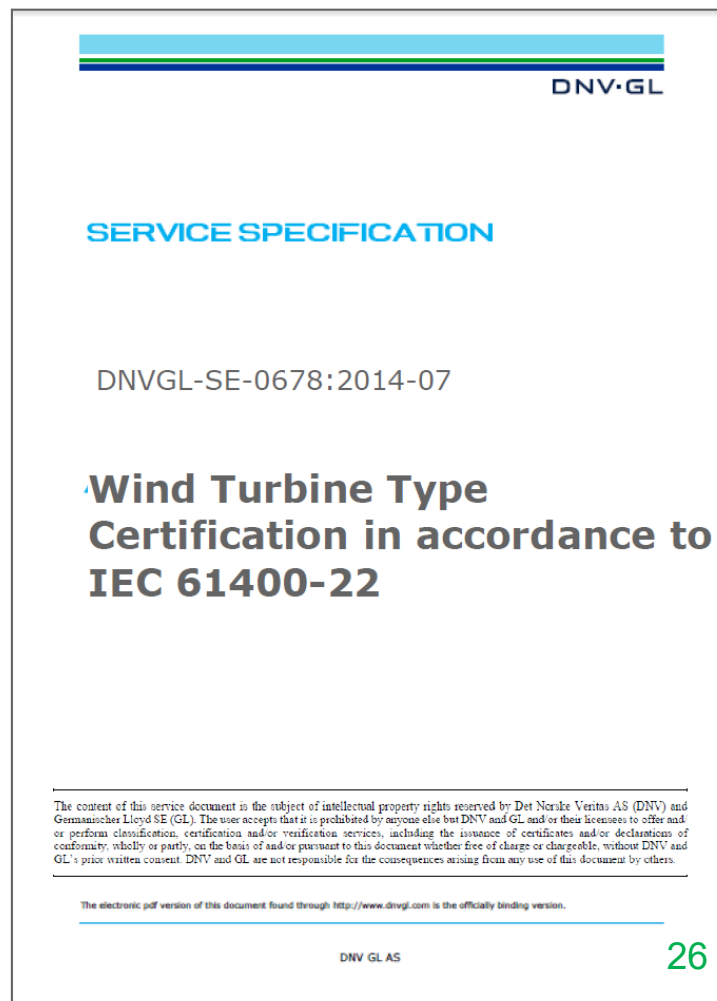 DNV·GL
SERVICE SPECIFICATION
DNVGL-SE-0678:2014-07
Wind Turbine Type
Certification in accordance to
IEC 61400-22
The content of this service document is the subject of intellectual property rights reserved by Det Norske Veritas AS (DNV) and
Germanischer Lloyd SE (GL). The user accepts that it is prohibited by anyone else but DNV and GL and/or their licensees to offer and/
or perform classification, certification and/or verification services, including the issuance of certificates and/or declarations of
conformity, wholly or partly, on the basis of and/or pursuant to this document whether free of charge or chargeable, without DNV and
GL's prior written consent. DNV and GL are not responsible for the consequences arising from any use of this document by others.
The electronic pdf version of this document found through http://www.dnvgl.com is the officially binding version.
DNV GL AS
26